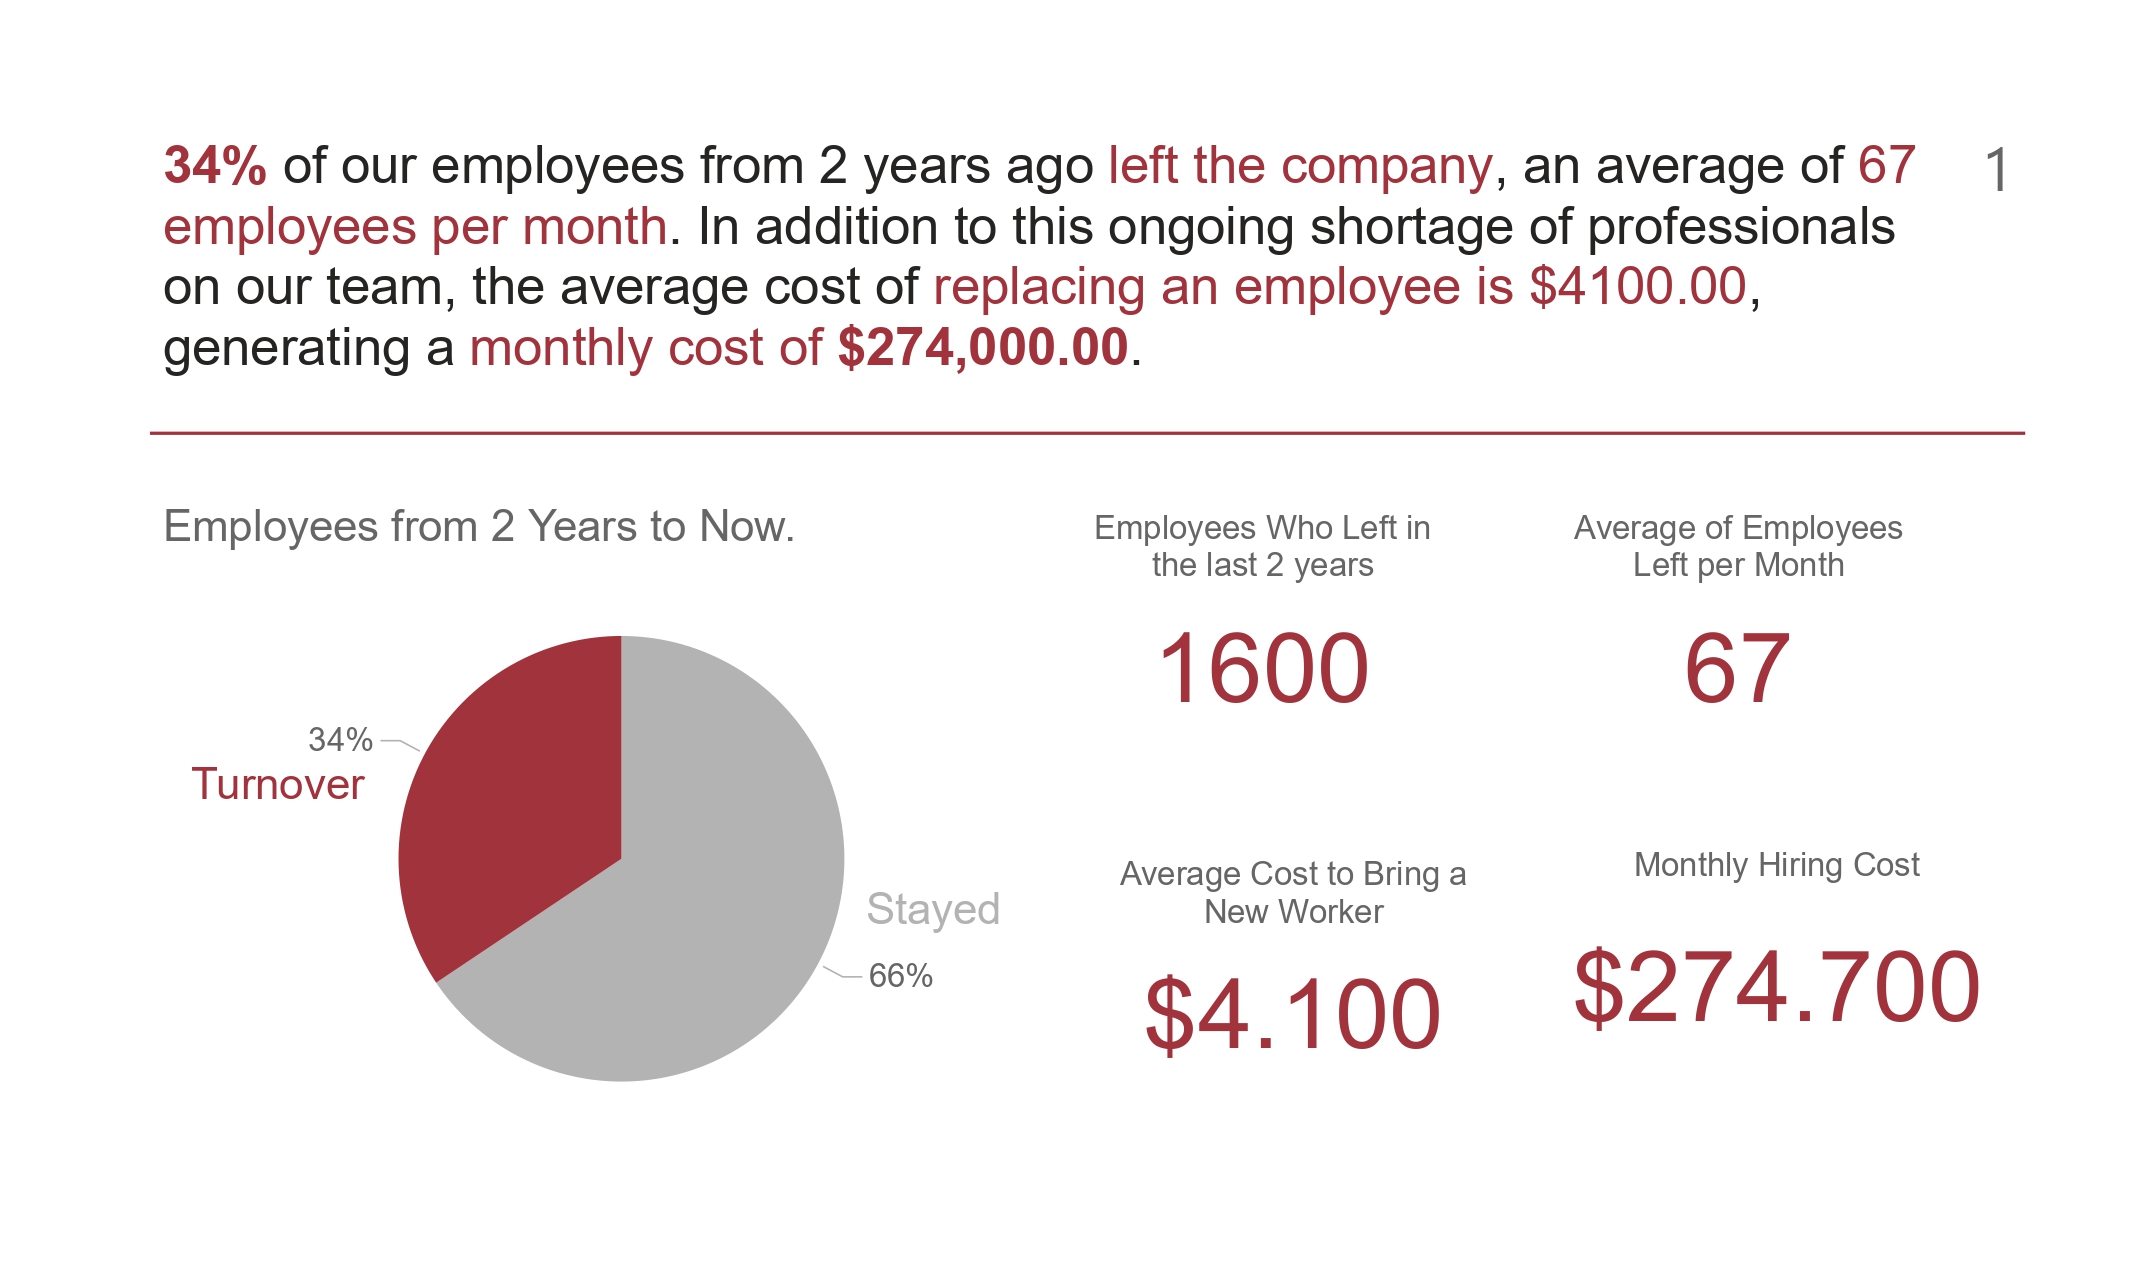 34% of our employees from 2 years ago left the company, an average of 67
employees per month. In addition to this ongoing shortage of professionals
on our team, the average cost of replacing an employee is $4100.00,
generating a monthly cost of $274,000.00.
1
Employees from 2 Years to Now.
34%
Turnover
Stayed
66%
Employees Who Left in
the last 2 years
1600
Average of Employees
Left per Month
67
Average Cost to Bring a
New Worker
$4.100
Monthly Hiring Cost
$274.700